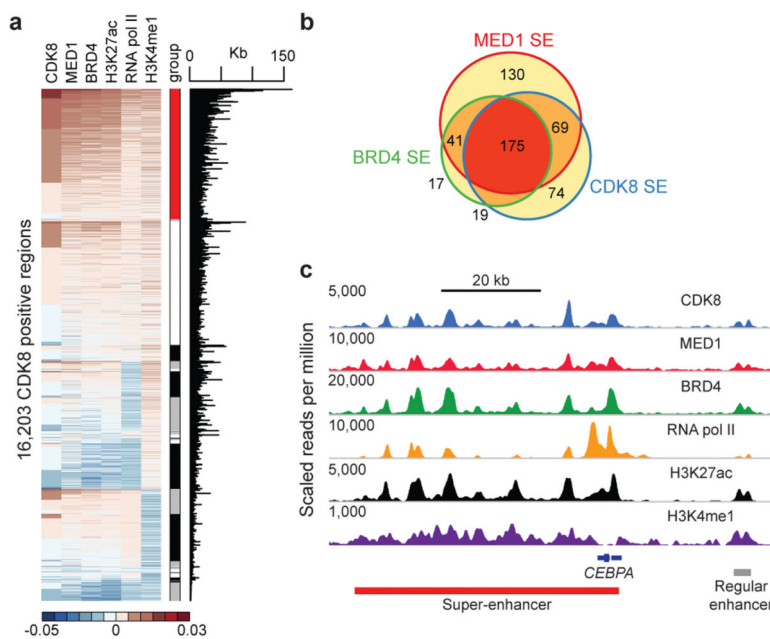 a
CDK8
MED1
BRD4
H3K27ac
RNA pol II
H3K4me1
group
0 Kb 150
16,203 CDK8 positive regions
-0.05 0 0.03
b
MED1 SE
130
41 175 69
BRD4 SE
17 74 CDK8 SE
19
c
20 kb
Scaled reads per million
5,000 CDK8
10,000 MED1
20,000 BRD4
10,000 RNA pol II
5,000 H3K27ac
1,000 H3K4me1
CEBPA
Super-enhancer
Regular
enhancer